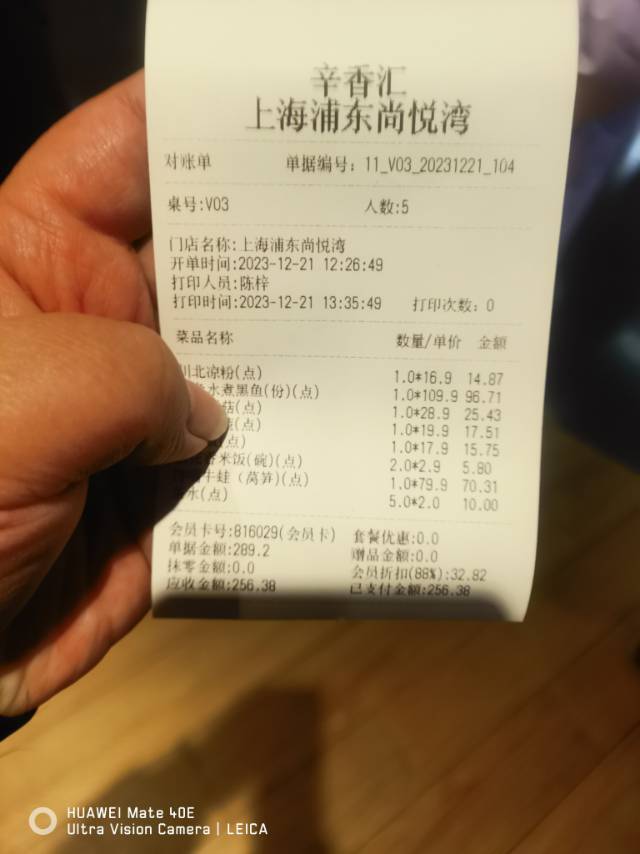 辛香汇
上海浦东尚悦湾
对账单 单据编号: 11_V03_20231221_104
桌号:V03 人数:5
门店名称:上海浦东尚悦湾
开单时间:2023-12-21 12:26:49
打印人员:陈梓
打印时间:2023-12-21 13:35:49 打印次数: 0
菜品名称 数量/单价 金额
川北凉粉(点) 1.0*16.9 14.87
水煮黑鱼(份)(点) 1.0*109.9 96.71
菇(点) 1.0*28.9 25.43
(点) 1.0*19.9 17.51
(点) 1.0*17.9 15.75
米饭(碗)(点) 2.0*2.9 5.80
牛蛙（莴笋)(点) 1.0*79.9 70.31
水(点) 5.0*2.0 10.00
会员卡号:816029(会员卡) 套餐优惠:0.0
单据金额:289.2 赠品金额:0.0
抹零金额:0.0 会员折扣(88%):32.82
应收金额:256.38 已支付金额:256.38
HUAWEI Mate 40E
Ultra Vision Camera | LEICA